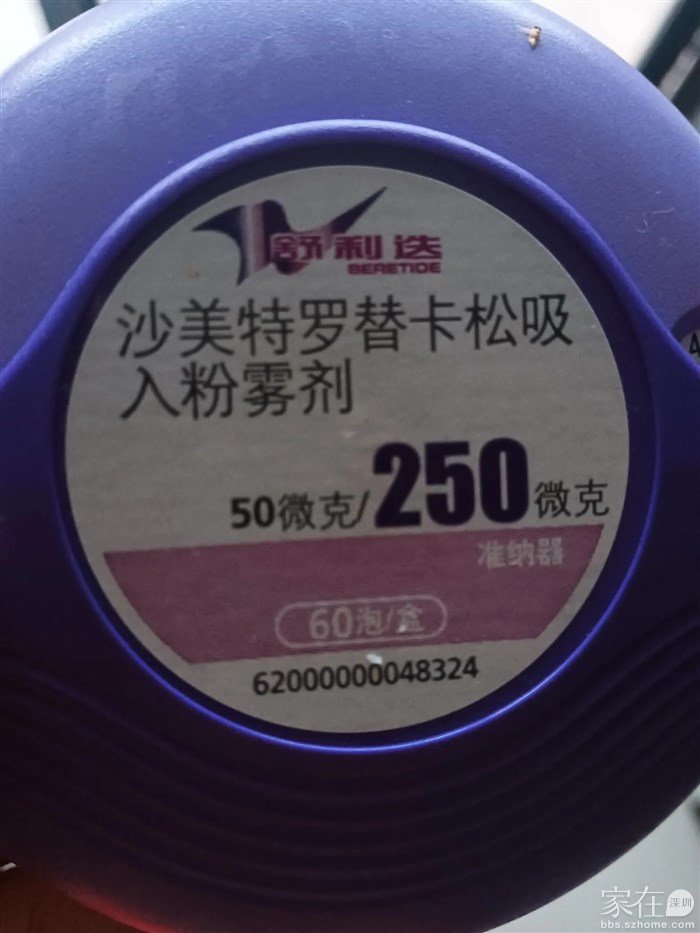 舒利迭
SERETIDE
沙美特罗替卡松吸
入粉雾剂
50微克/250微克
准纳器
60泡/盒
62000000048324
4
家在深圳
bbs.szhome.com